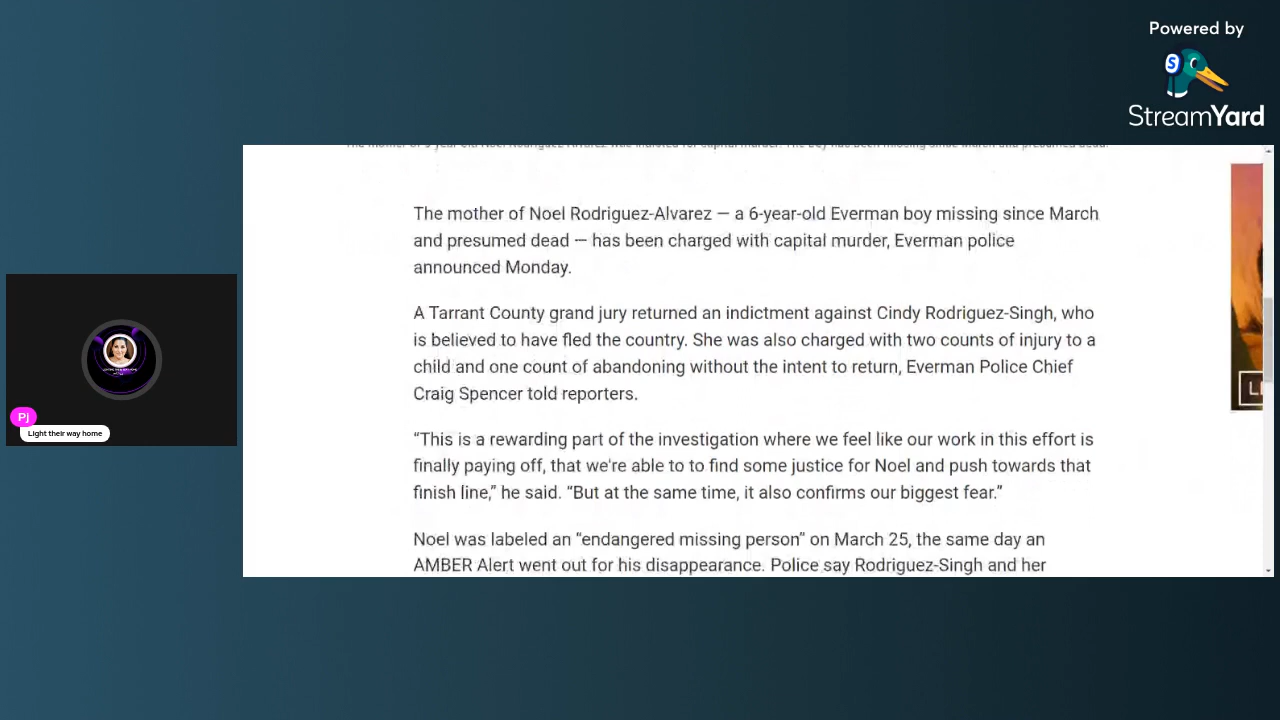 Powered by
S
StreamYard
The mother of Noel Rodriguez-Alvarez — a 6-year-old Everman boy missing since March
and presumed dead — has been charged with capital murder, Everman police
announced Monday.
A Tarrant County grand jury returned an indictment against Cindy Rodriguez-Singh, who
is believed to have fled the country. She was also charged with two counts of injury to a
child and one count of abandoning without the intent to return, Everman Police Chief
Craig Spencer told reporters.
“This is a rewarding part of the investigation where we feel like our work in this effort is
finally paying off, that we're able to to find some justice for Noel and push towards that
finish line,” he said. “But at the same time, it also confirms our biggest fear.”
Noel was labeled an “endangered missing person” on March 25, the same day an
AMBER Alert went out for his disappearance. Police say Rodriguez-Singh and her
Pj
Light their way home